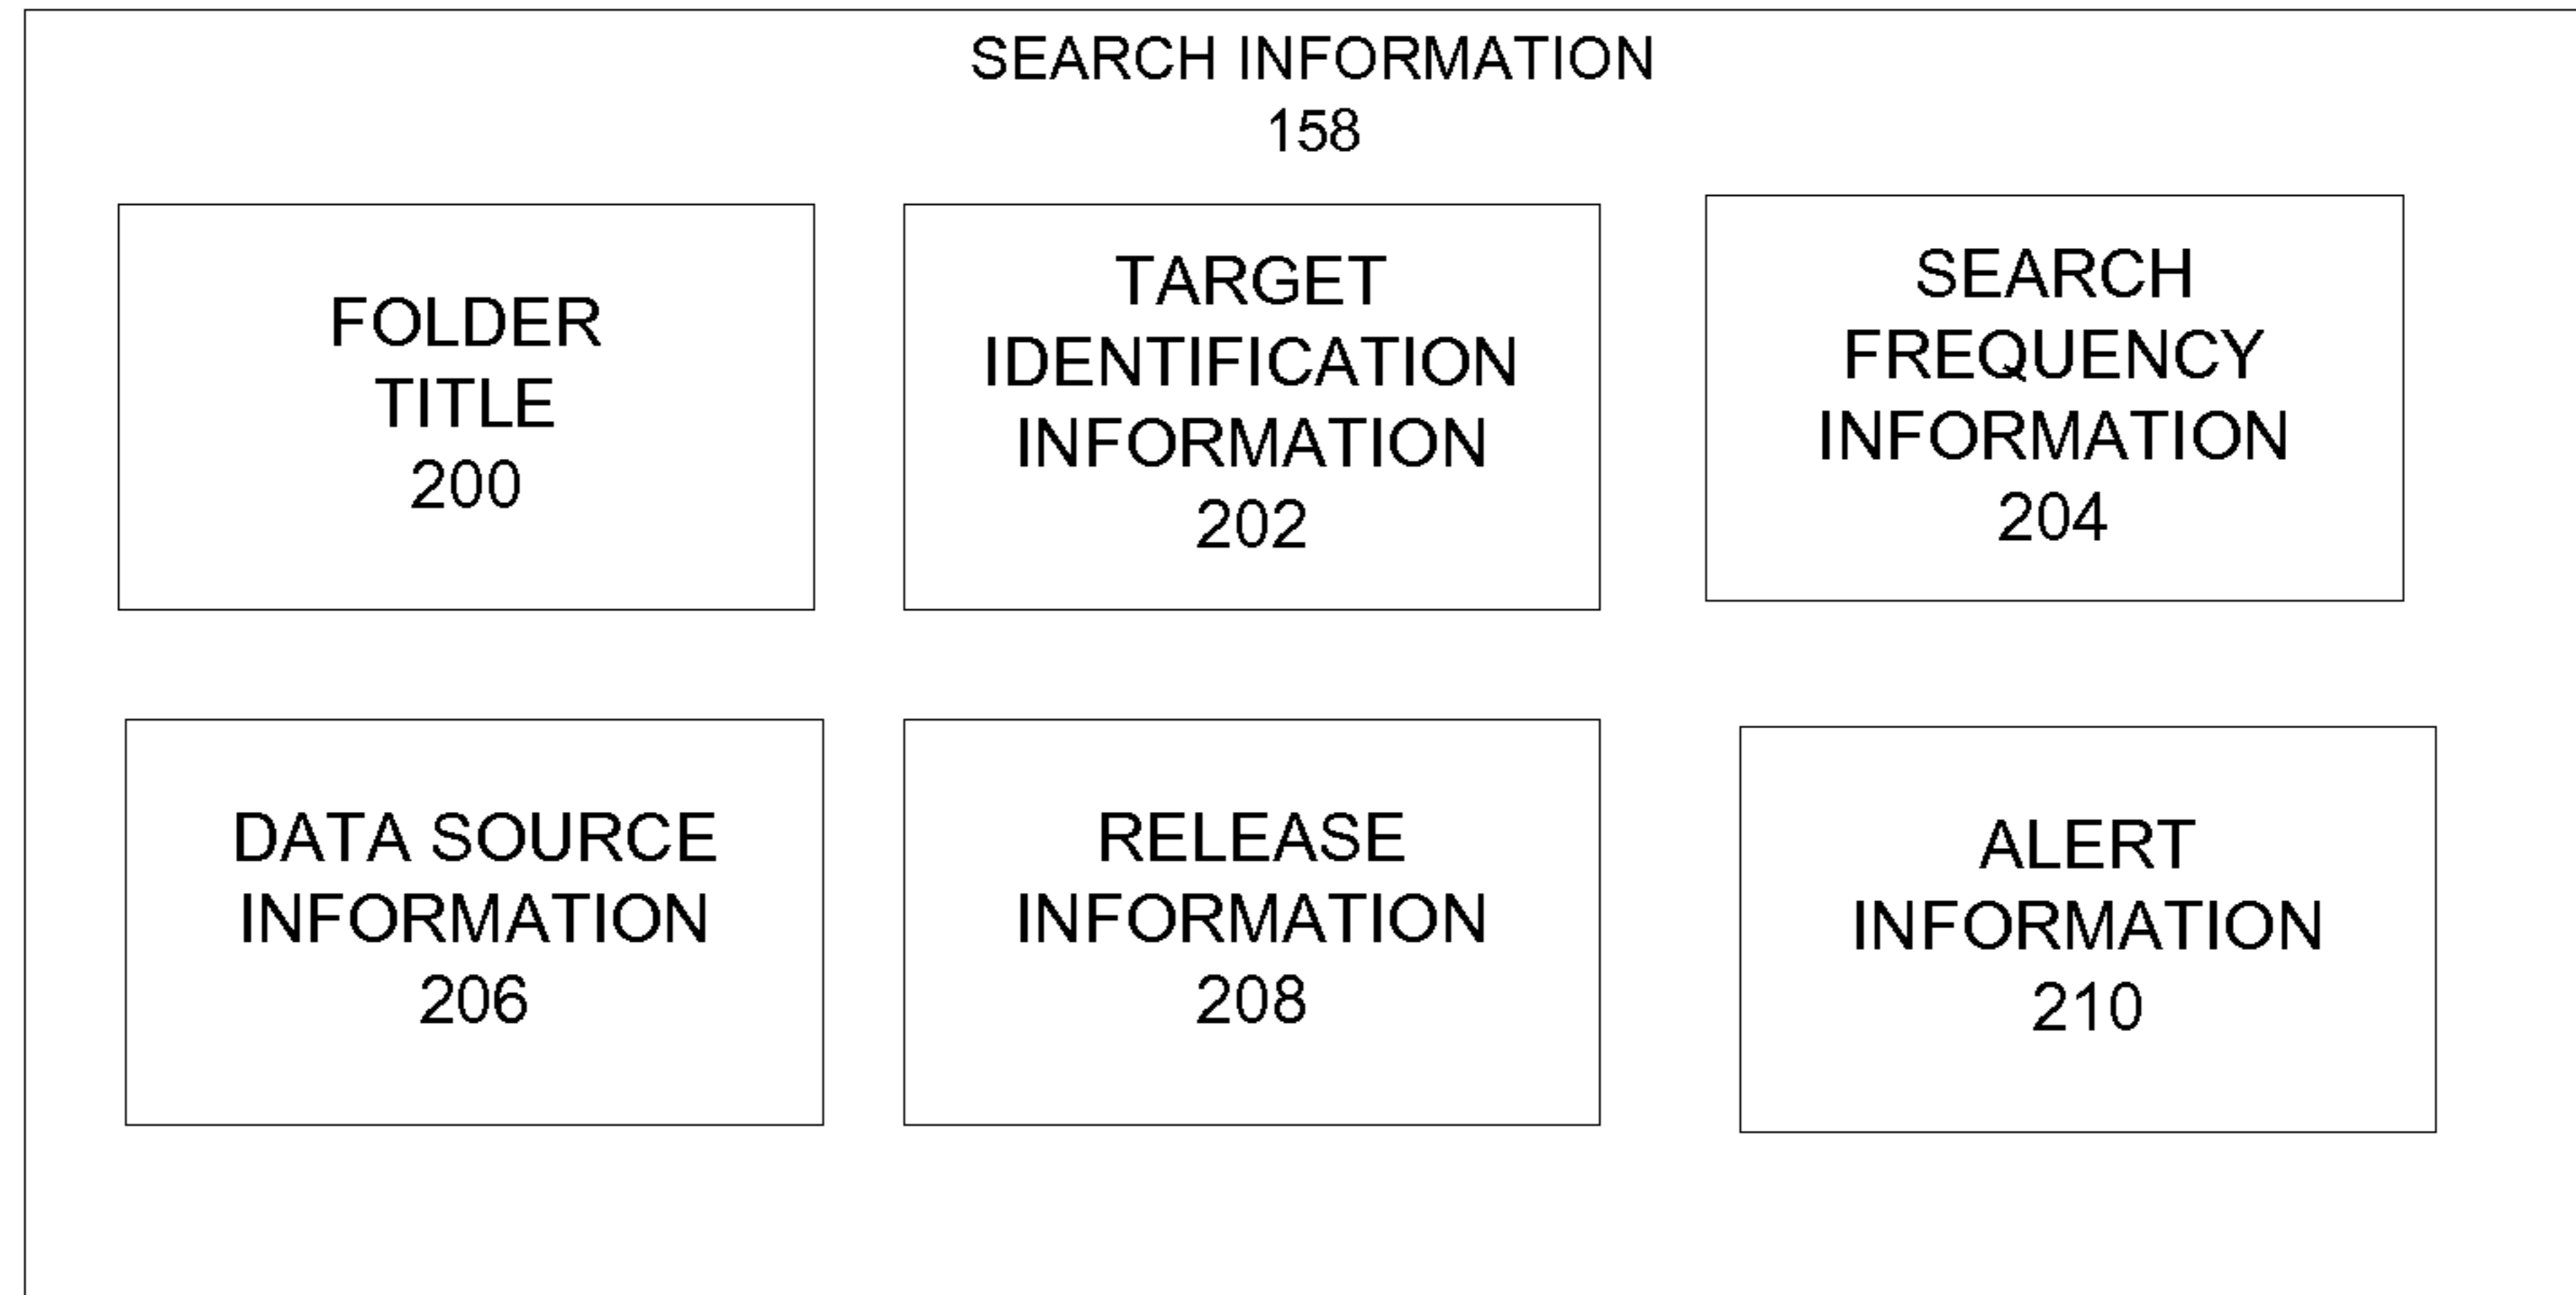 SEARCH INFORMATION
158
FOLDER
TITLE
200
TARGET
IDENTIFICATION
INFORMATION
202
SEARCH
FREQUENCY
INFORMATION
204
DATA SOURCE
INFORMATION
206
RELEASE
INFORMATION
208
ALERT
INFORMATION
210